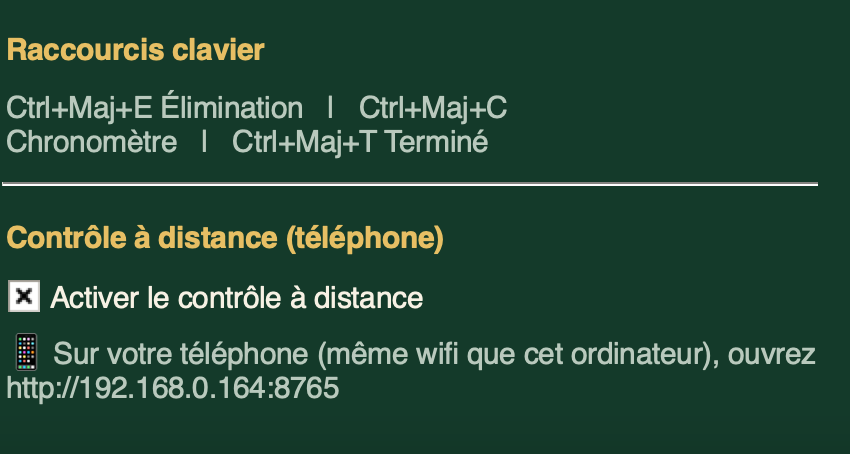 Raccourcis clavier
Ctrl+Maj+E Élimination | Ctrl+Maj+C
Chronomètre | Ctrl+Maj+T Terminé
Contrôle à distance (téléphone)
Activer le contrôle à distance
Sur votre téléphone (même wifi que cet ordinateur), ouvrez
http://192.168.0.164:8765